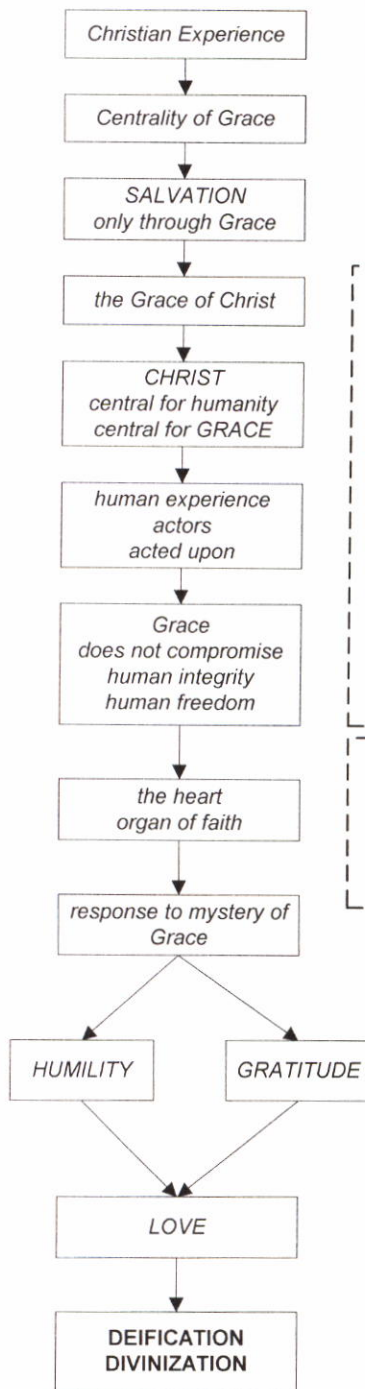 Christian Experience
Centrality of Grace
SALVATION
only through Grace
the Grace of Christ
CHRIST
central for humanity
central for GRACE
human experience
actors
acted upon
Grace
does not compromise
human integrity
human freedom
the heart
organ of faith
response to mystery of
Grace
HUMILITY
GRATITUDE
LOVE
DEIFICATION
DIVINIZATION